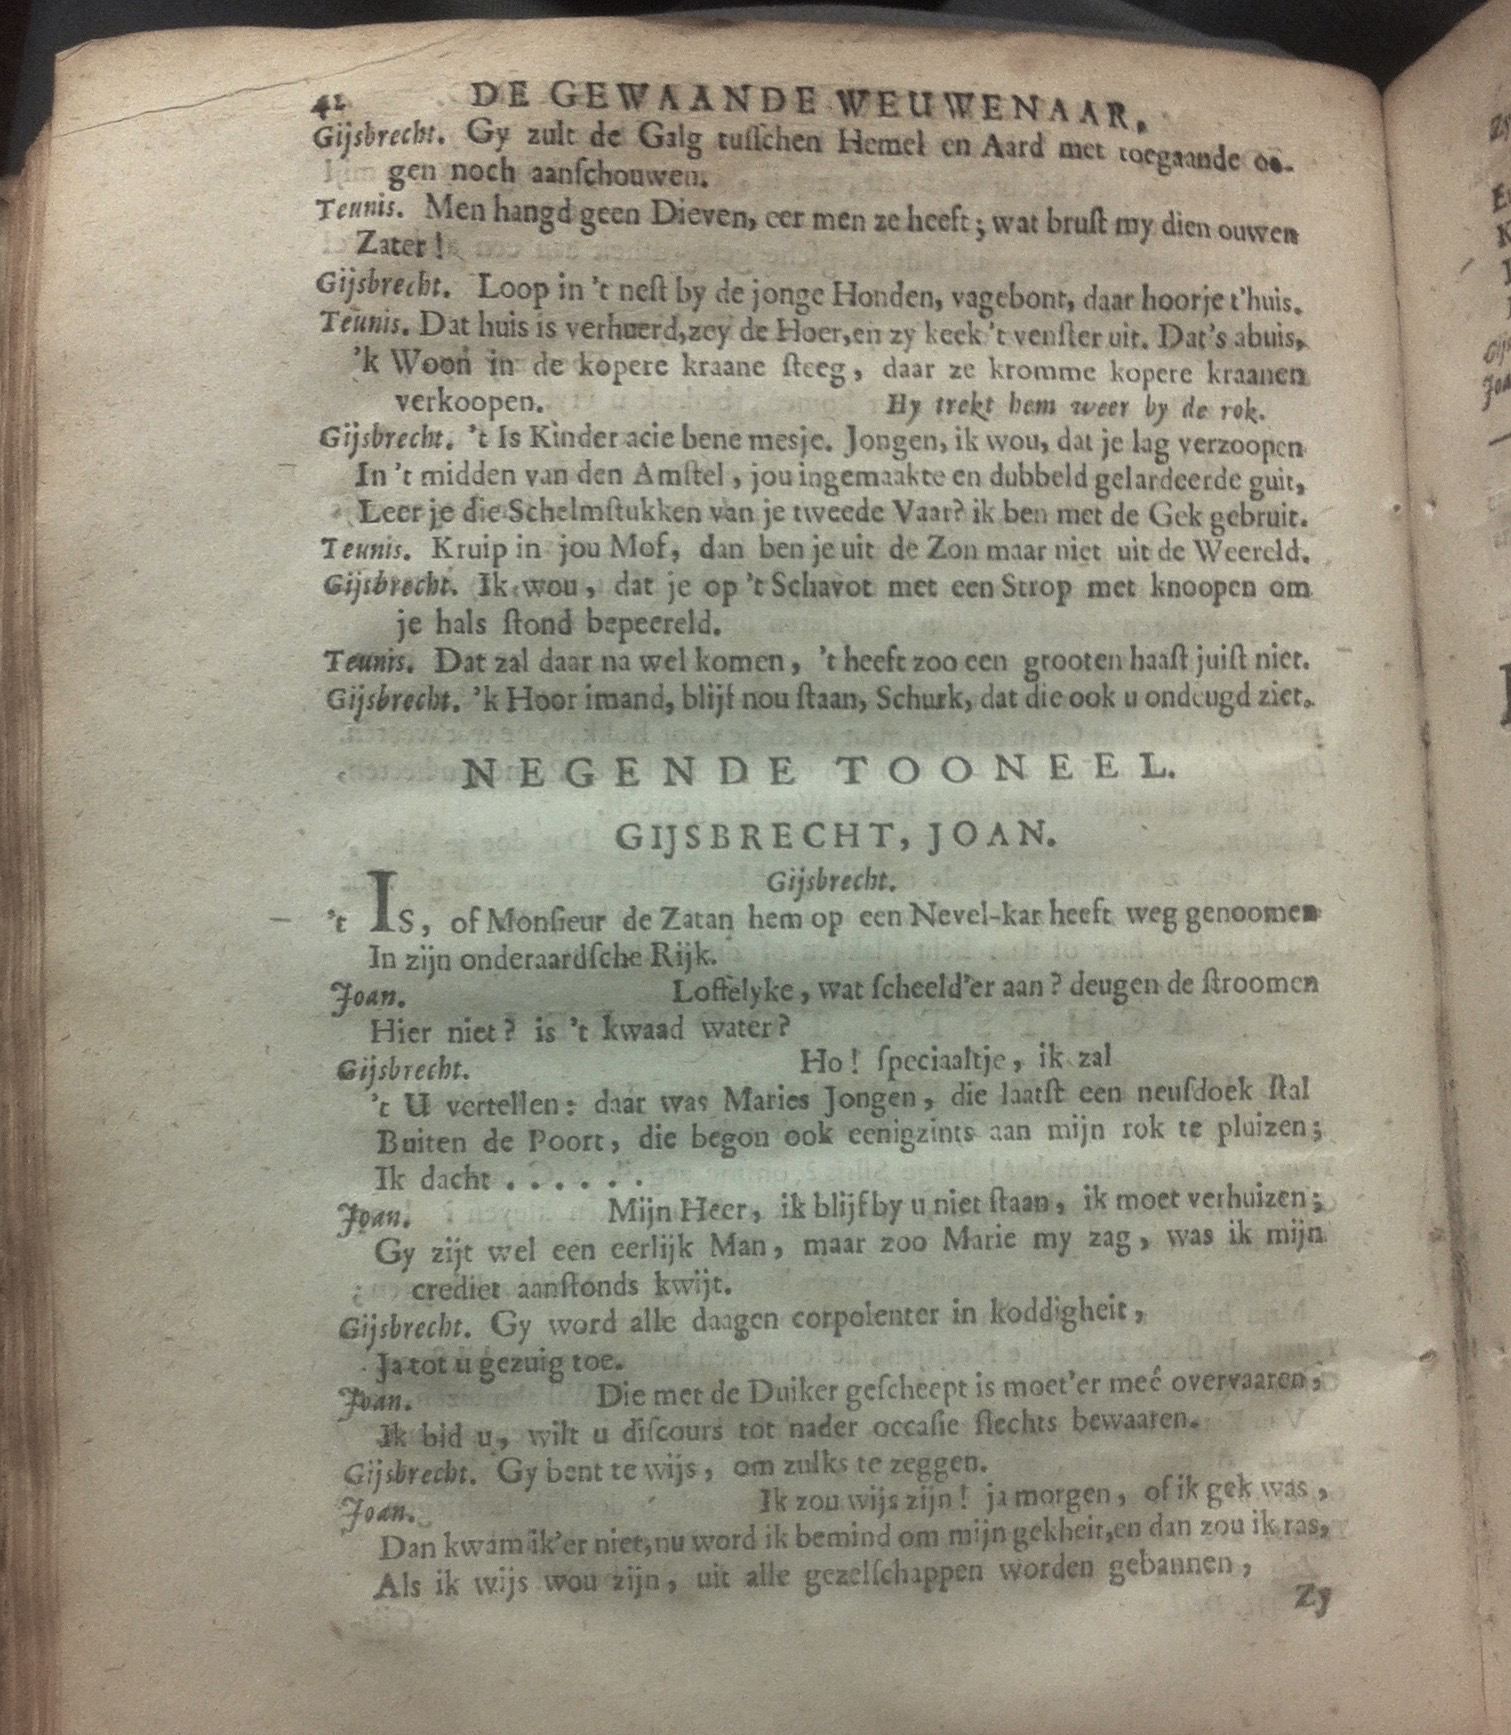 42 DE GEWAANDE WEUWENAAR,
Gijsbrecht. Gy zult de Galg tuſſchen Hemel en Aard met toegaande oo-
gen noch aanſchouwen.
Teunis. Men hangd geen Dieven, eer men ze heeft; wat bruſt my dien ouwen
Zater!
Gijsbrecht. Loop in 't neſt by de jonge Honden, vagebont, daar hoorje t'huis.
Teunis. Dat huis is verhuerd, zey de Hoer, en zy keek 't venſter uit. Dat's abuis,
'k Woon in de kopere kraane ſteeg, daar ze kromme kopere kraanen
verkoopen. Hy trekt hem weer by de rok.
Gijsbrecht. 't Is Kinder acie bene mesje. Jongen, ik wou, dat je lag verzoopen
In 't midden van den Amſtel, jou ingemaakte en dubbeld gelardeerde guit,
Leer je die Schelmſtukken van je tweede Vaar? ik ben met de Gek gebruit.
Teunis. Kruip in jou Mof, dan ben je uit de Zon maar niet uit de Weereld.
Gijsbrecht. Ik wou, dat je op 't Schavot met een Strop met knoopen om
je hals ſtond bepeereld.
Teunis. Dat zal daar na wel komen, 't heeft zoo een grooten haaſt juiſt niet.
Gijsbrecht. 'k Hoor imand, blijf nou ſtaan, Schurk, dat die ook u ondeugd ziet.
NEGENDE TOONEEL.
GIJSBRECHT, JOAN.
Gijsbrecht.
't Is, of Monſieur de Zatan hem op een Nevel-kar heeft weg genoomen
In zijn onderaardſche Rijk.
Joan. Loffelyke, wat ſcheeld'er aan? deugen de ſtroomen
Hier niet? is 't kwaad water?
Gijsbrecht. Ho! ſpeciaaltje, ik zal
't U vertellen: daar was Maries Jongen, die laatſt een neuſdoek ſtal
Buiten de Poort, die begon ook eenigzints aan mijn rok te pluizen;
Ik dacht . . . . . .
Joan. Mijn Heer, ik blijf by u niet ſtaan, ik moet verhuizen;
Gy zijt wel een eerlijk Man, maar zoo Marie my zag, was ik mijn
crediet aanſtonds kwijt.
Gijsbrecht. Gy word alle daagen corpolenter in koddigheit,
Ja tot u gezuig toe.
Joan. Die met de Duiker geſcheept is moet'er meé overvaaren;
Ik bid u, wilt u diſcours tot nader occaſie ſlechts bewaaren.
Gijsbrecht. Gy bent te wijs, om zulks te zeggen.
Joan. Ik zou wijs zijn! ja morgen, of ik gek was,
Dan kwam ik'er niet, nu word ik bemind om mijn gekheit, en dan zou ik ras,
Als ik wijs wou zijn, uit alle gezelſchappen worden gebannen,
Zy